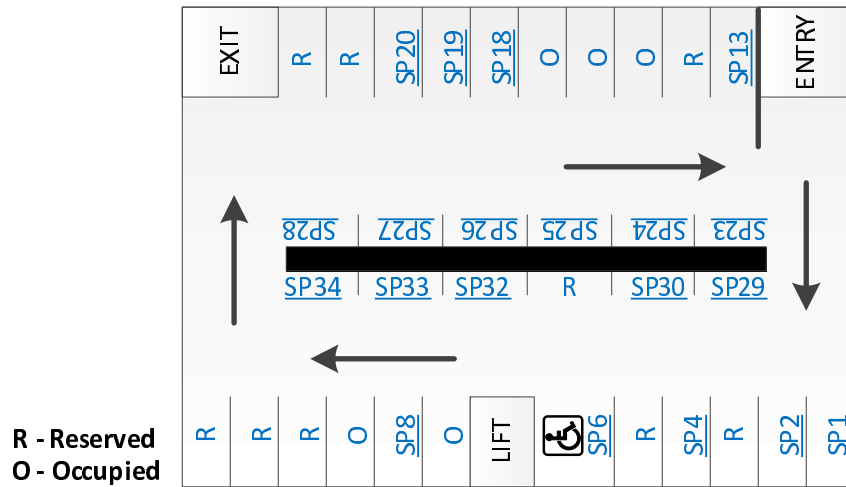 EXIT R R SP20 SP19 SP18 O O O R SP13 ENTRY
SP28 SP27 SP26 SP25 SP24 SP23
SP34 SP33 SP32 R SP30 SP29
R R R O SP8 O LIFT SP6 R SP4 R SP2 SP1
R - Reserved
O - Occupied